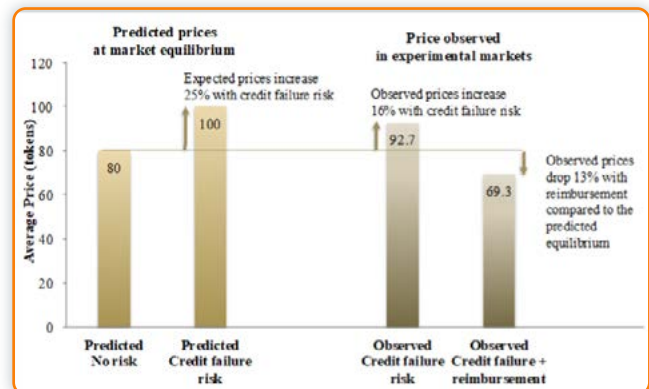 Predicted prices
at market equilibrium
Price observed
in experimental markets
Average Price (tokens)
120
100
80
60
40
20
0
Expected prices increase
25% with credit failure risk
Observed prices increase
16% with credit failure risk
80
100
92.7
69.3
Observed prices
drop 13% with
reimbursement
compared to the
predicted
equilibrium
Predicted
No risk
Predicted
Credit failure
risk
Observed
Credit failure
risk
Observed
Credit failure +
reimbursement